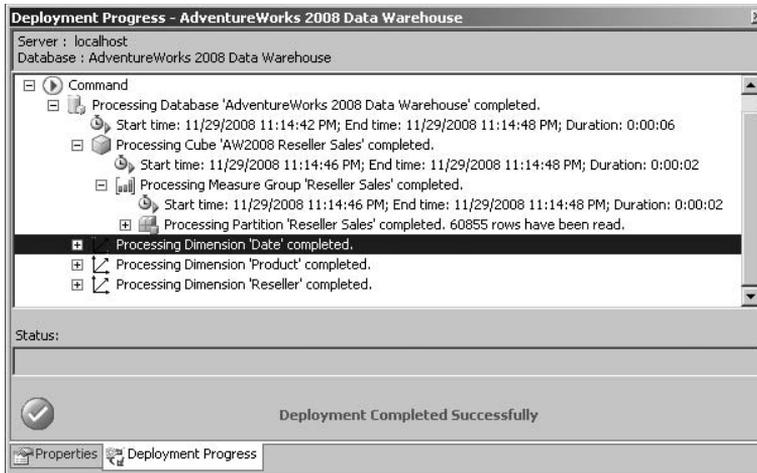 Deployment Progress - AdventureWorks 2008 Data Warehouse
Server : localhost
Database : AdventureWorks 2008 Data Warehouse
Command
Processing Database 'AdventureWorks 2008 Data Warehouse' completed.
Start time: 11/29/2008 11:14:42 PM; End time: 11/29/2008 11:14:48 PM; Duration: 0:00:06
Processing Cube 'AW2008 Reseller Sales' completed.
Start time: 11/29/2008 11:14:46 PM; End time: 11/29/2008 11:14:48 PM; Duration: 0:00:02
Processing Measure Group 'Reseller Sales' completed.
Start time: 11/29/2008 11:14:46 PM; End time: 11/29/2008 11:14:48 PM; Duration: 0:00:02
Processing Partition 'Reseller Sales' completed. 60855 rows have been read.
Processing Dimension 'Date' completed.
Processing Dimension 'Product' completed.
Processing Dimension 'Reseller' completed.
Status:
Deployment Completed Successfully
Properties Deployment Progress